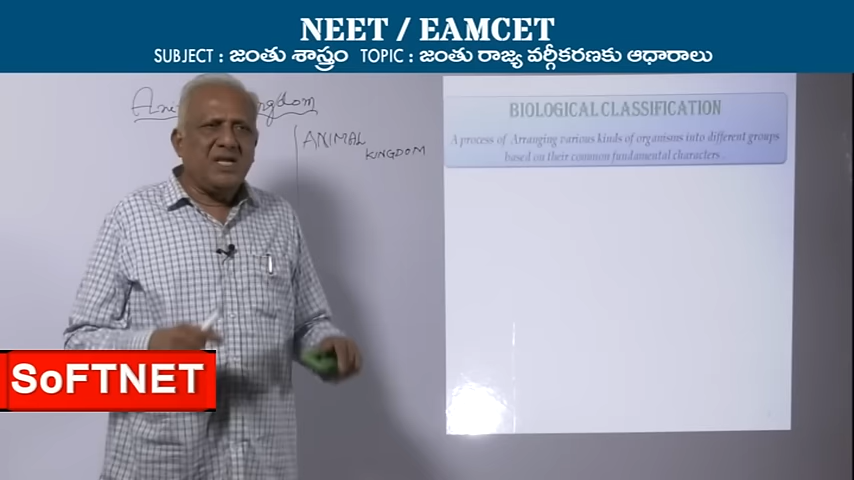 NEET / EAMCET
SUBJECT : జంతు శాస్త్రం TOPIC : జంతు రాజ్య వర్గీకరణకు ఆధారాలు
ANIMAL
KINGDOM
BIOLOGICAL CLASSIFICATION
A process of Arranging various kinds of organisms into different groups
based on their common fundamental characters .
SoFTNET